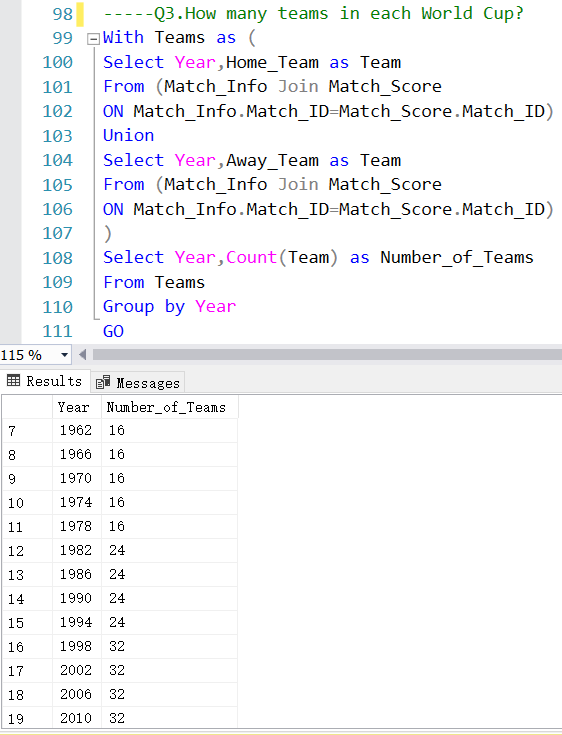 98 -----Q3.How many teams in each World Cup?
99 With Teams as (
100 Select Year,Home_Team as Team
101 From (Match_Info Join Match_Score
102 ON Match_Info.Match_ID=Match_Score.Match_ID)
103 Union
104 Select Year,Away_Team as Team
105 From (Match_Info Join Match_Score
106 ON Match_Info.Match_ID=Match_Score.Match_ID)
107 )
108 Select Year,Count(Team) as Number_of_Teams
109 From Teams
110 Group by Year
111 GO
115 %
Results Messages
Year Number_of_Teams
7 1962 16
8 1966 16
9 1970 16
10 1974 16
11 1978 16
12 1982 24
13 1986 24
14 1990 24
15 1994 24
16 1998 32
17 2002 32
18 2006 32
19 2010 32